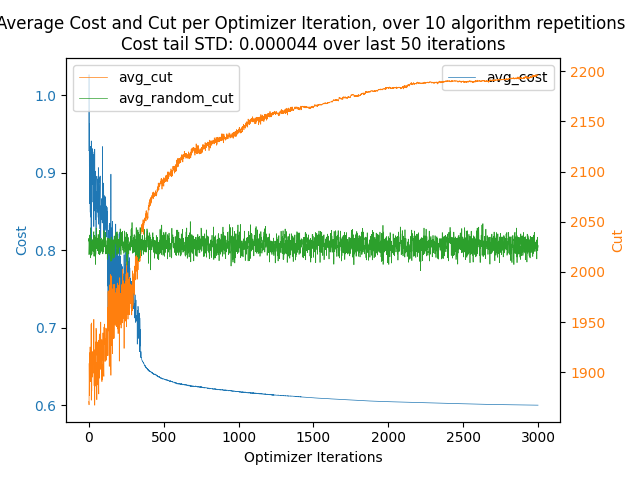 Average Cost and Cut per Optimizer Iteration, over 10 algorithm repetitions
Cost tail STD: 0.000044 over last 50 iterations
avg_cut
avg_random_cut
avg_cost
Cost
1.0
0.9
0.8
0.7
0.6
Cut
2200
2150
2100
2050
2000
1950
1900
0
500
1000
1500
2000
2500
3000
Optimizer Iterations